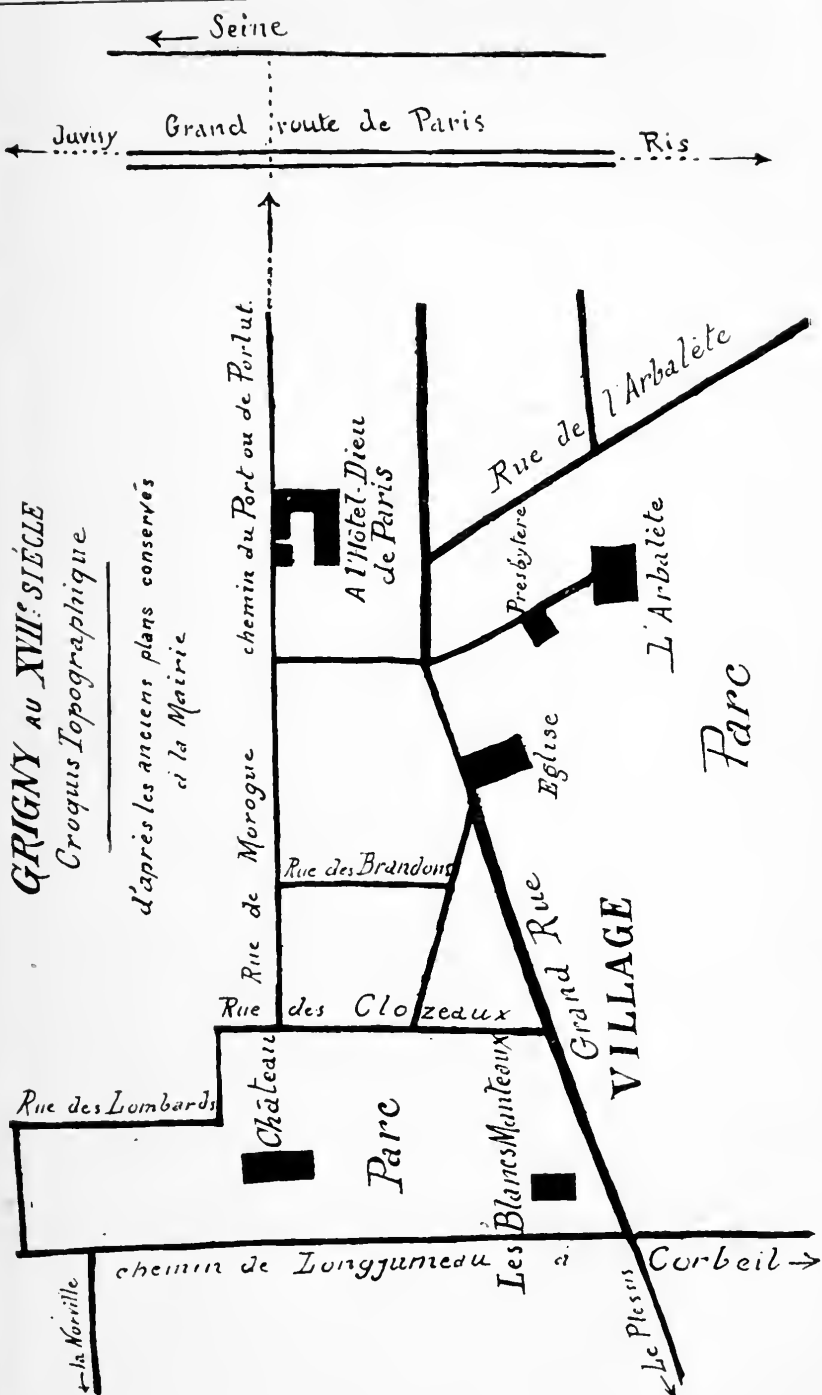 GRIGNY AU XVIIe SIÈCLE
Croquis Topographique
d'après les anciens plans conservés
à la Mairie
Seine
Grand route de Paris
Juvisy
Ris
chemin du Port ou de Portut.
A l'Hôtel-Dieu
de Paris
Rue de l'Arbalète
Presbytère
L'Arbalète
Parc
Rue de Morogue
Eglise
Rue des Brandons
Grand Rue
VILLAGE
Rue des Clozeaux
Rue des Lombards
Château
Parc
Les Blancs Manteaux
chemin de Longjumeau à Corbeil
la Norville
Le Plessis